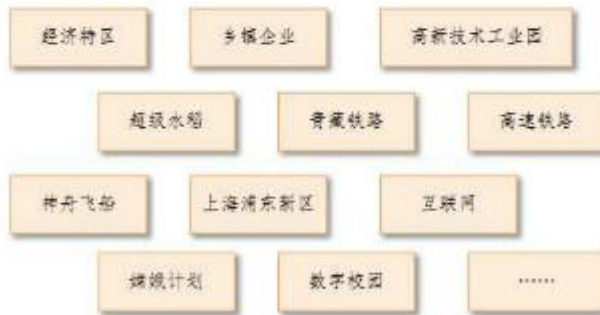 经济特区 乡镇企业 高新技术工业园
超级水稻 青藏铁路 高速铁路
神舟飞船 上海浦东新区 互联网
嫦娥计划 数字校园 ……